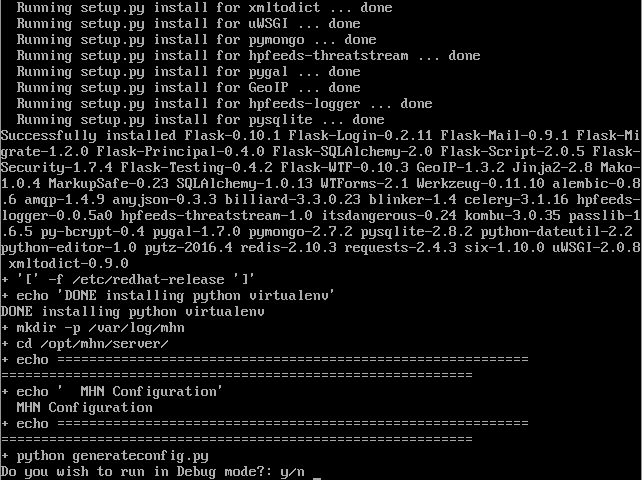 Running setup.py install for xmltodict ... done
Running setup.py install for uWSGI ... done
Running setup.py install for pymongo ... done
Running setup.py install for hpfeeds-threatstream ... done
Running setup.py install for pygal ... done
Running setup.py install for GeoIP ... done
Running setup.py install for hpfeeds-logger ... done
Running setup.py install for pysqlite ... done
Successfully installed Flask-0.10.1 Flask-Login-0.2.11 Flask-Mail-0.9.1 Flask-Mi
grate-1.2.0 Flask-Principal-0.4.0 Flask-SQLAlchemy-2.0 Flask-Script-2.0.5 Flask-
Security-1.7.4 Flask-Testing-0.4.2 Flask-WTF-0.10.3 GeoIP-1.3.2 Jinja2-2.8 Mako-
1.0.4 MarkupSafe-0.23 SQLAlchemy-1.0.13 WTForms-2.1 Werkzeug-0.11.10 alembic-0.8
.6 amqp-1.4.9 anyjson-0.3.3 billiard-3.3.0.23 blinker-1.4 celery-3.1.16 hpfeeds-
logger-0.0.5a0 hpfeeds-threatstream-1.0 itsdangerous-0.24 kombu-3.0.35 passlib-1
.6.5 py-bcrypt-0.4 pygal-1.7.0 pymongo-2.7.2 pysqlite-2.8.2 python-dateutil-2.2
python-editor-1.0 pytz-2016.4 redis-2.10.3 requests-2.4.3 six-1.10.0 uWSGI-2.0.8
xmltodict-0.9.0
+ '[' -f /etc/redhat-release ']'
+ echo 'DONE installing python virtualenv'
DONE installing python virtualenv
+ mkdir -p /var/log/mhn
+ cd /opt/mhn/server/
+ echo ===========================================================
===========================================================
+ echo '  MHN Configuration'
MHN Configuration
+ echo ===========================================================
===========================================================
+ python generateconfig.py
Do you wish to run in Debug mode?: y/n _